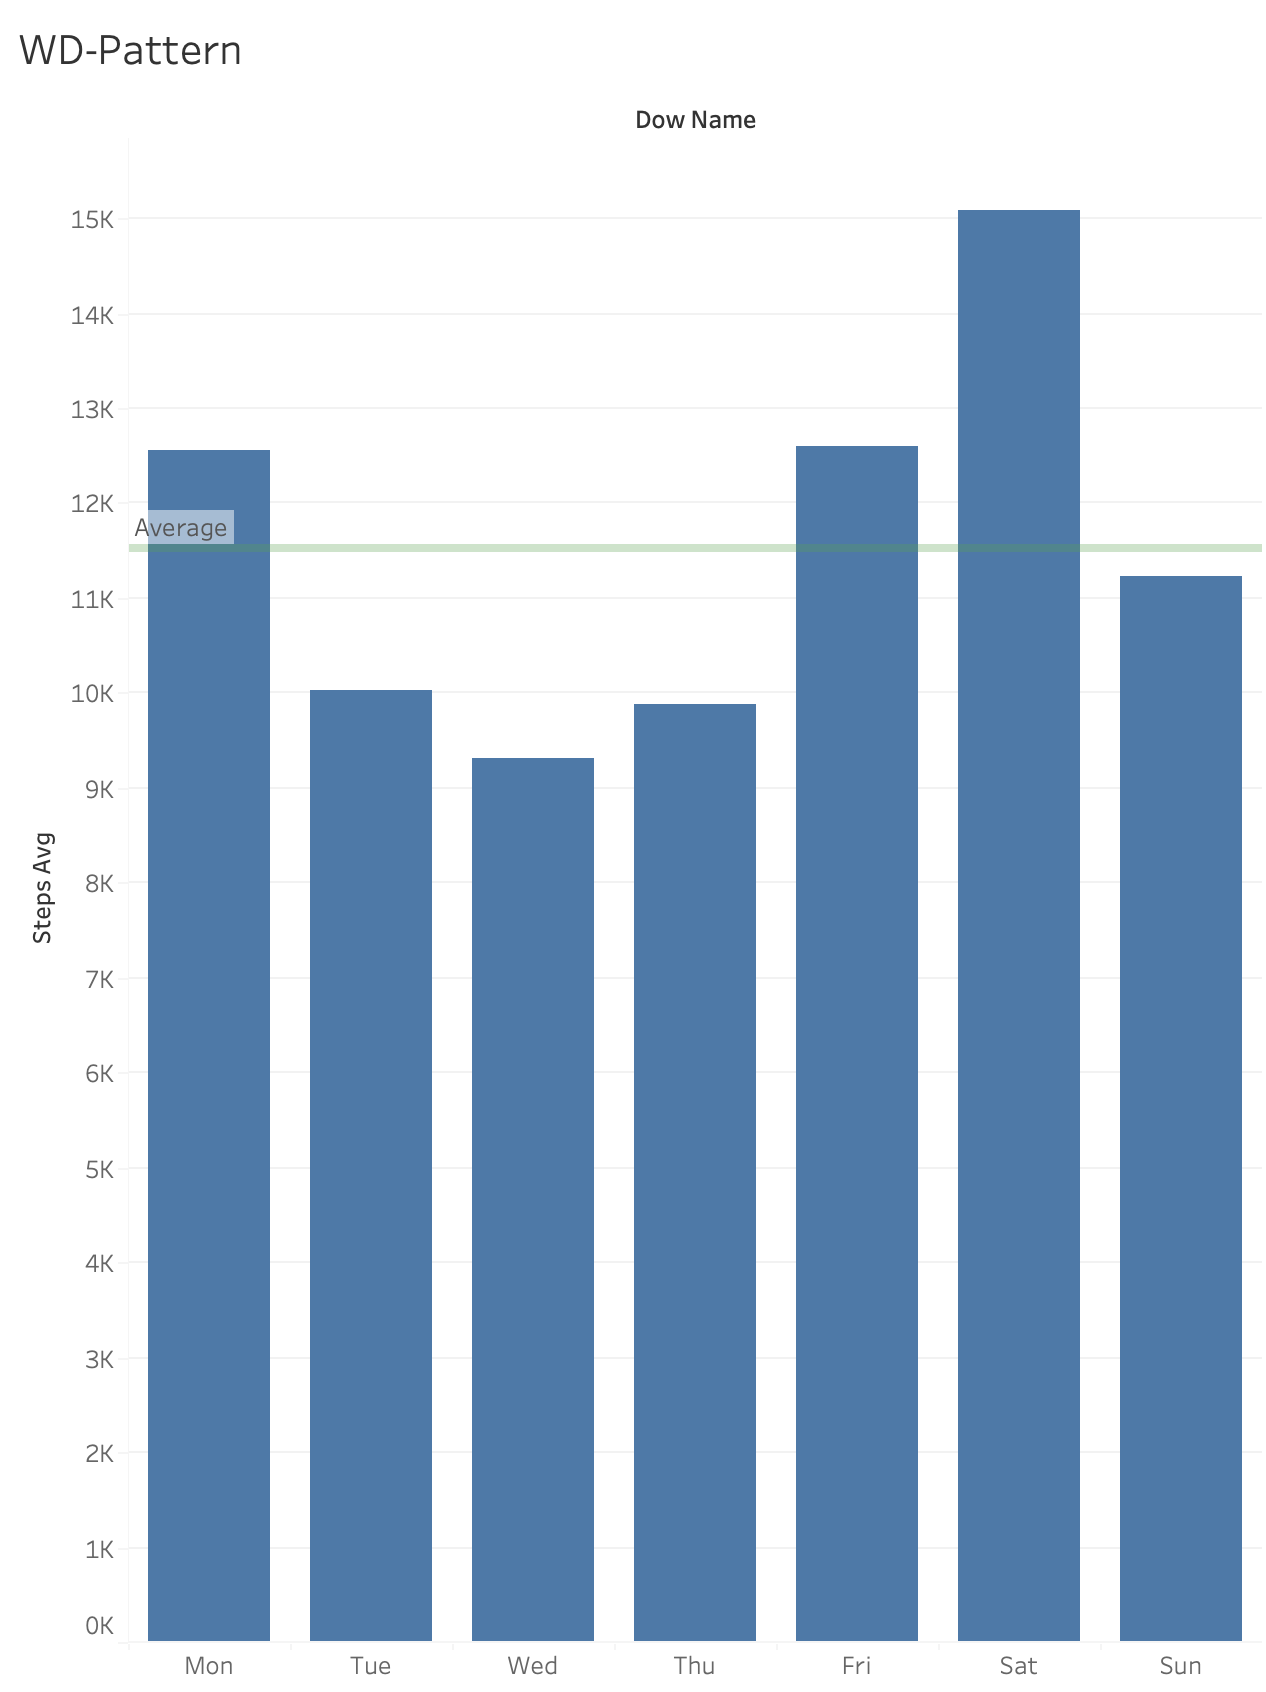 WD-Pattern
Dow Name
15K
14K
13K
12K
Average
11K
10K
9K
8K
7K
6K
5K
4K
3K
2K
1K
0K
Steps Avg
Mon Tue Wed Thu Fri Sat Sun